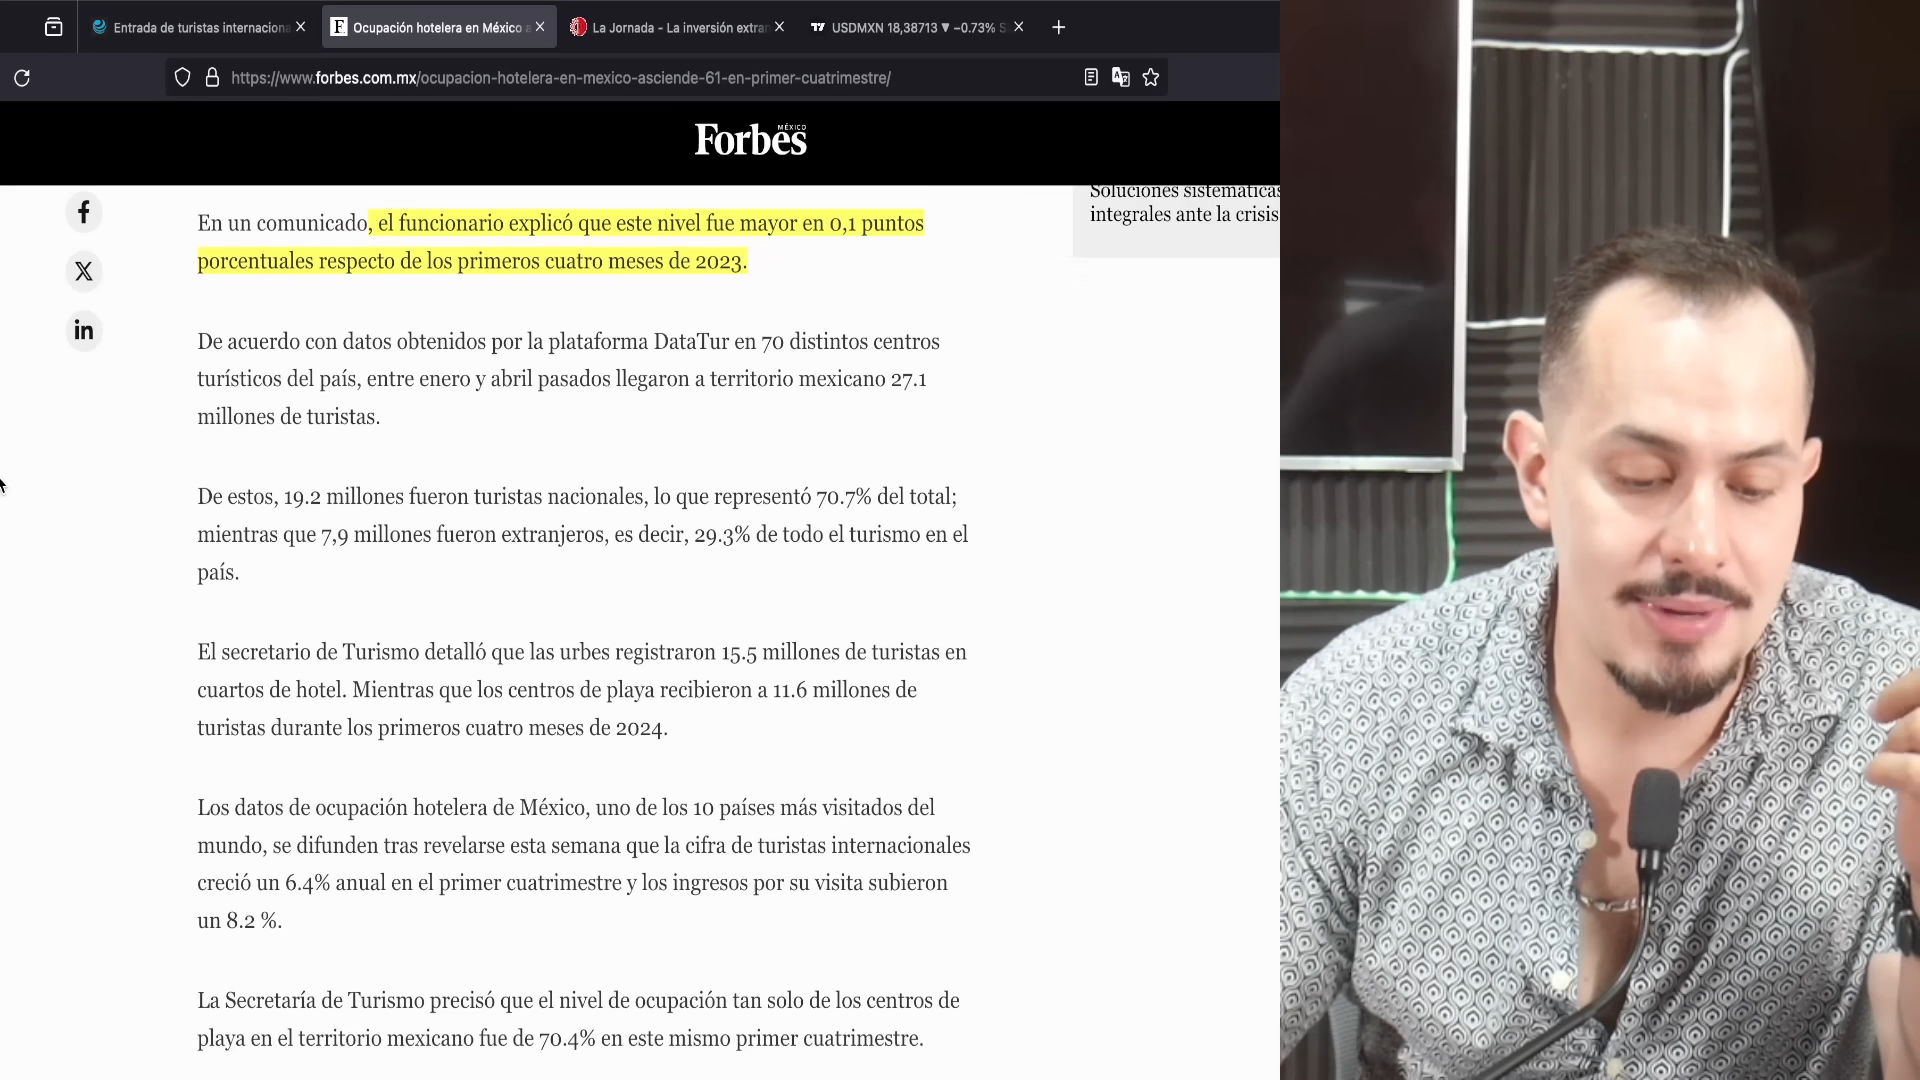 Entrada de turistas internaciona
Ocupación hotelera en México a
La Jornada - La inversión extran
USDMXN 18,38713 ▼ −0.73% S
https://www.forbes.com.mx/ocupacion-hotelera-en-mexico-asciende-61-en-primer-cuatrimestre/
Forbes
MÉXICO
Soluciones sistemáticas
integrales ante la crisis
En un comunicado, el funcionario explicó que este nivel fue mayor en 0,1 puntos
porcentuales respecto de los primeros cuatro meses de 2023.
De acuerdo con datos obtenidos por la plataforma DataTur en 70 distintos centros
turísticos del país, entre enero y abril pasados llegaron a territorio mexicano 27.1
millones de turistas.
De estos, 19.2 millones fueron turistas nacionales, lo que representó 70.7% del total;
mientras que 7,9 millones fueron extranjeros, es decir, 29.3% de todo el turismo en el
país.
El secretario de Turismo detalló que las urbes registraron 15.5 millones de turistas en
cuartos de hotel. Mientras que los centros de playa recibieron a 11.6 millones de
turistas durante los primeros cuatro meses de 2024.
Los datos de ocupación hotelera de México, uno de los 10 países más visitados del
mundo, se difunden tras revelarse esta semana que la cifra de turistas internacionales
creció un 6.4% anual en el primer cuatrimestre y los ingresos por su visita subieron
un 8.2 %.
La Secretaría de Turismo precisó que el nivel de ocupación tan solo de los centros de
playa en el territorio mexicano fue de 70.4% en este mismo primer cuatrimestre.